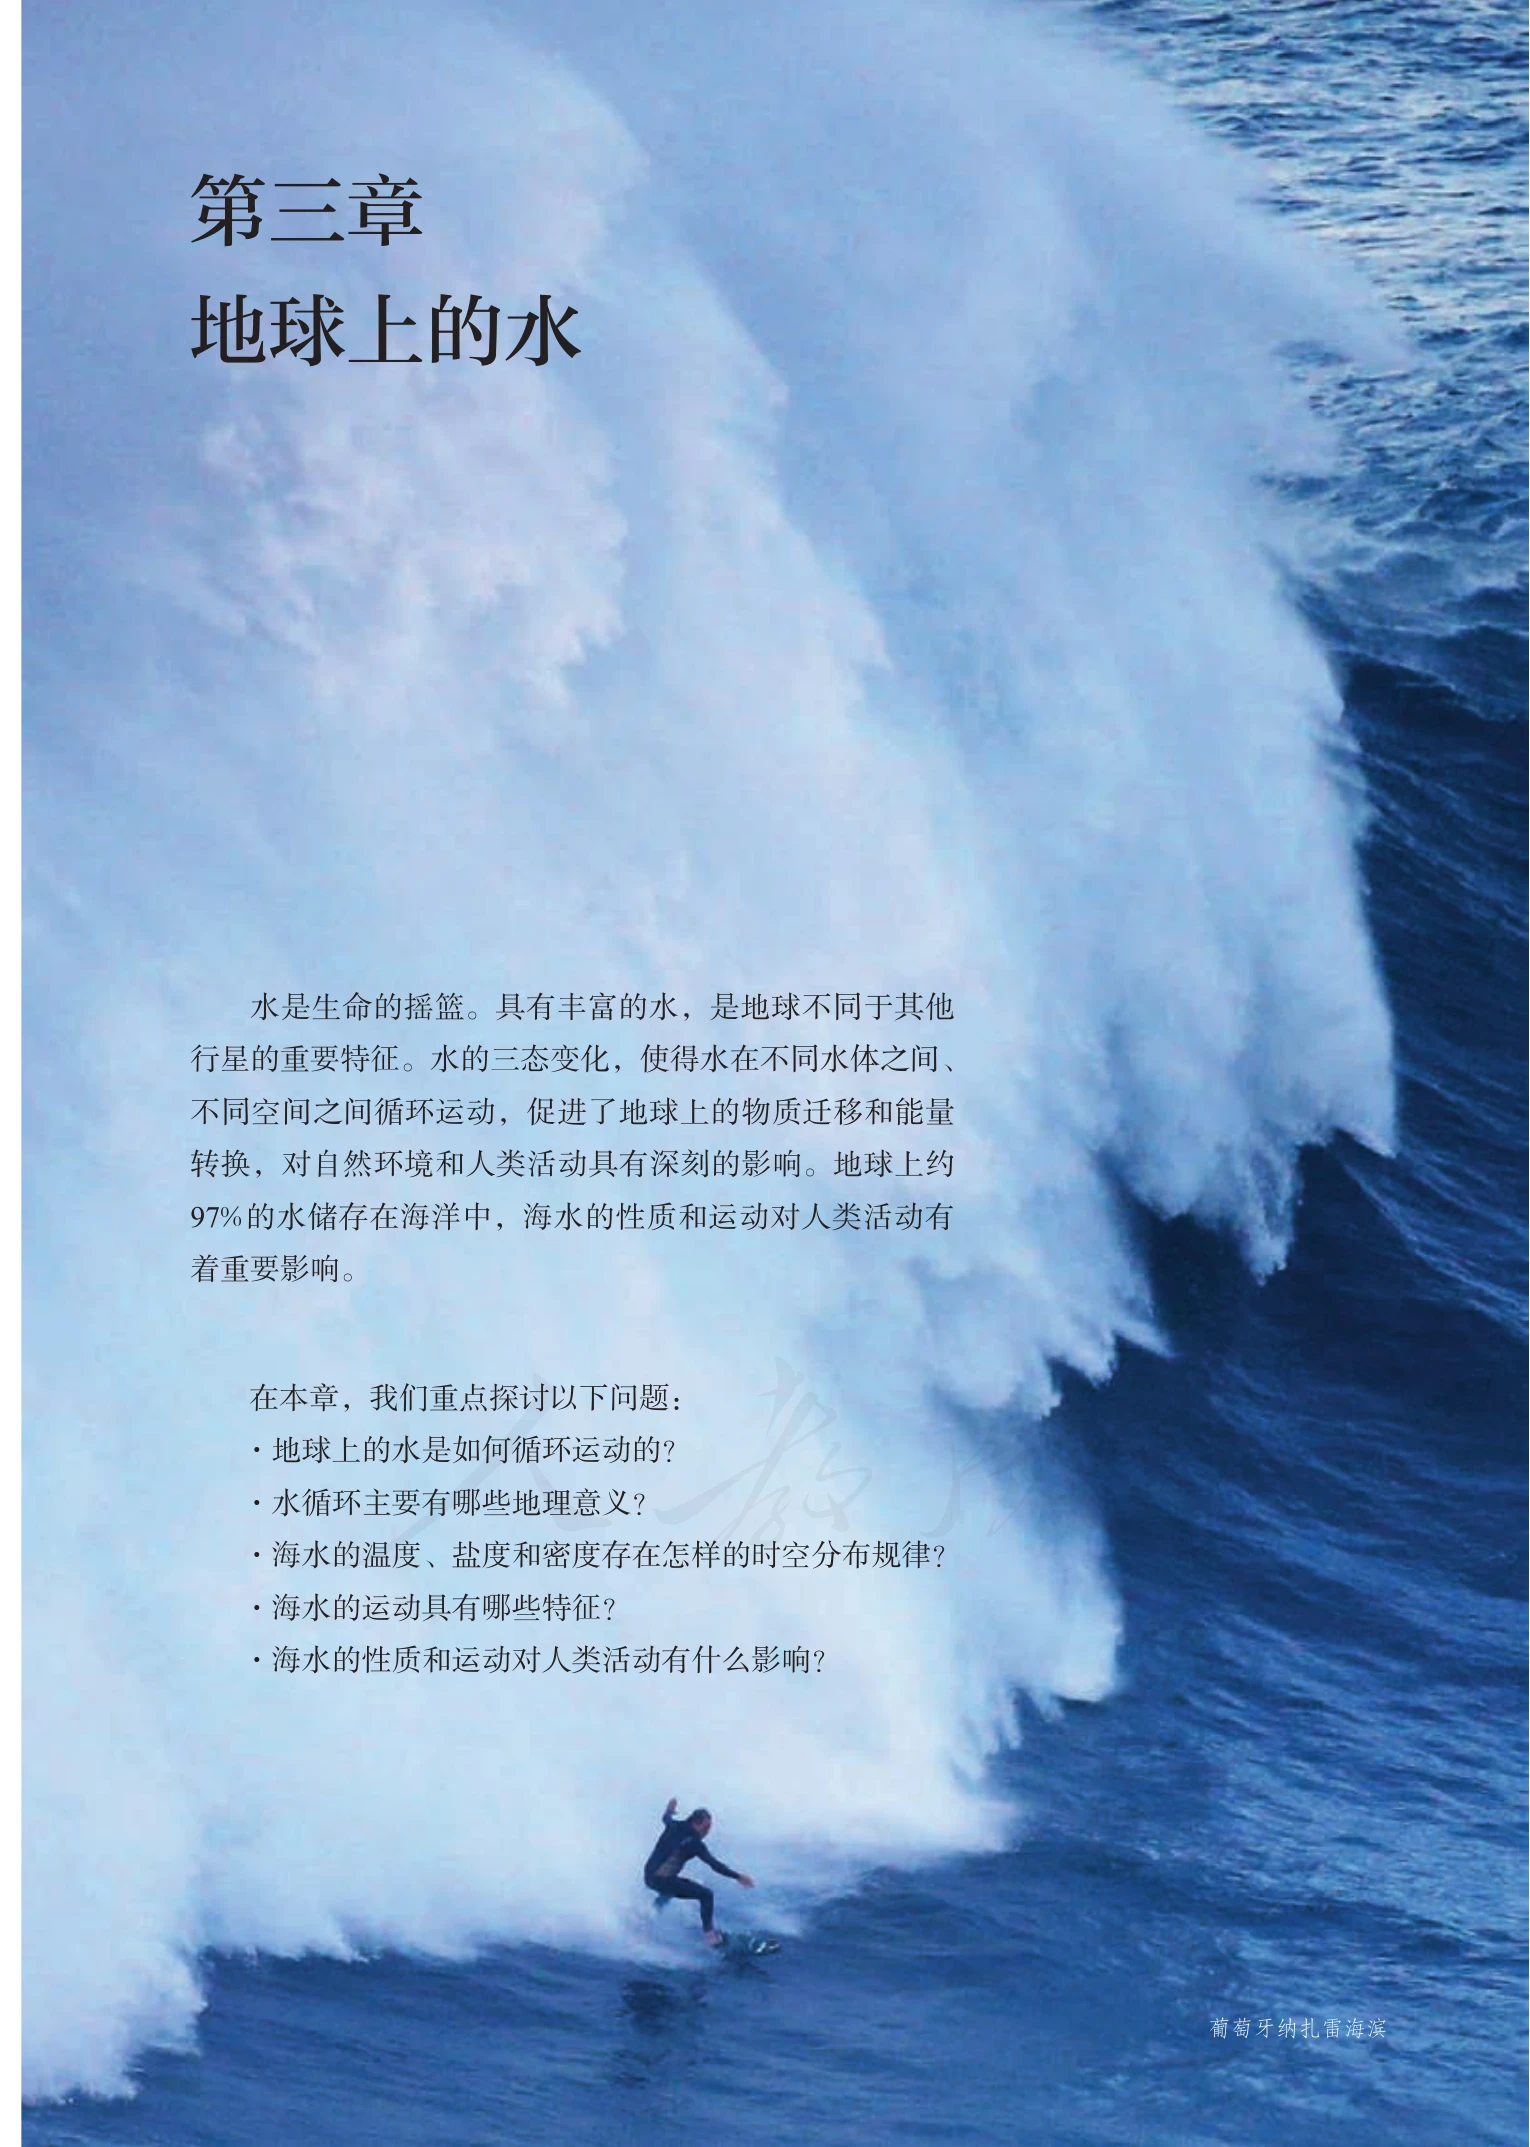 第三章
地球上的水
水是生命的摇篮。具有丰富的水，是地球不同于其他
行星的重要特征。水的三态变化，使得水在不同水体之间、
不同空间之间循环运动，促进了地球上的物质迁移和能量
转换，对自然环境和人类活动具有深刻的影响。地球上约
97%的水储存在海洋中，海水的性质和运动对人类活动有
着重要影响。
在本章，我们重点探讨以下问题：
·地球上的水是如何循环运动的？
·水循环主要有哪些地理意义？
·海水的温度、盐度和密度存在怎样的时空分布规律？
·海水的运动具有哪些特征？
·海水的性质和运动对人类活动有什么影响？
葡萄牙纳扎雷海滨